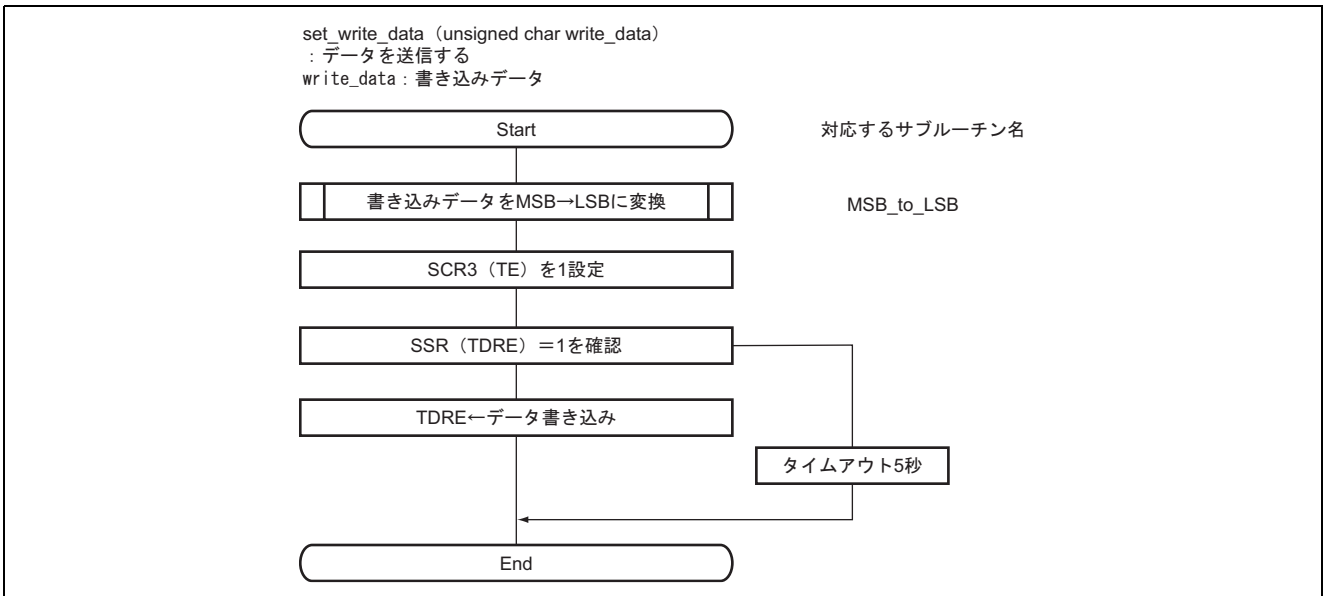 set_write_data（unsigned char write_data）
：データを送信する
write_data：書き込みデータ
Start
対応するサブルーチン名
書き込みデータをMSB→LSBに変換
MSB_to_LSB
SCR3（TE）を1設定
SSR（TDRE）＝1を確認
TDRE←データ書き込み
タイムアウト5秒
End